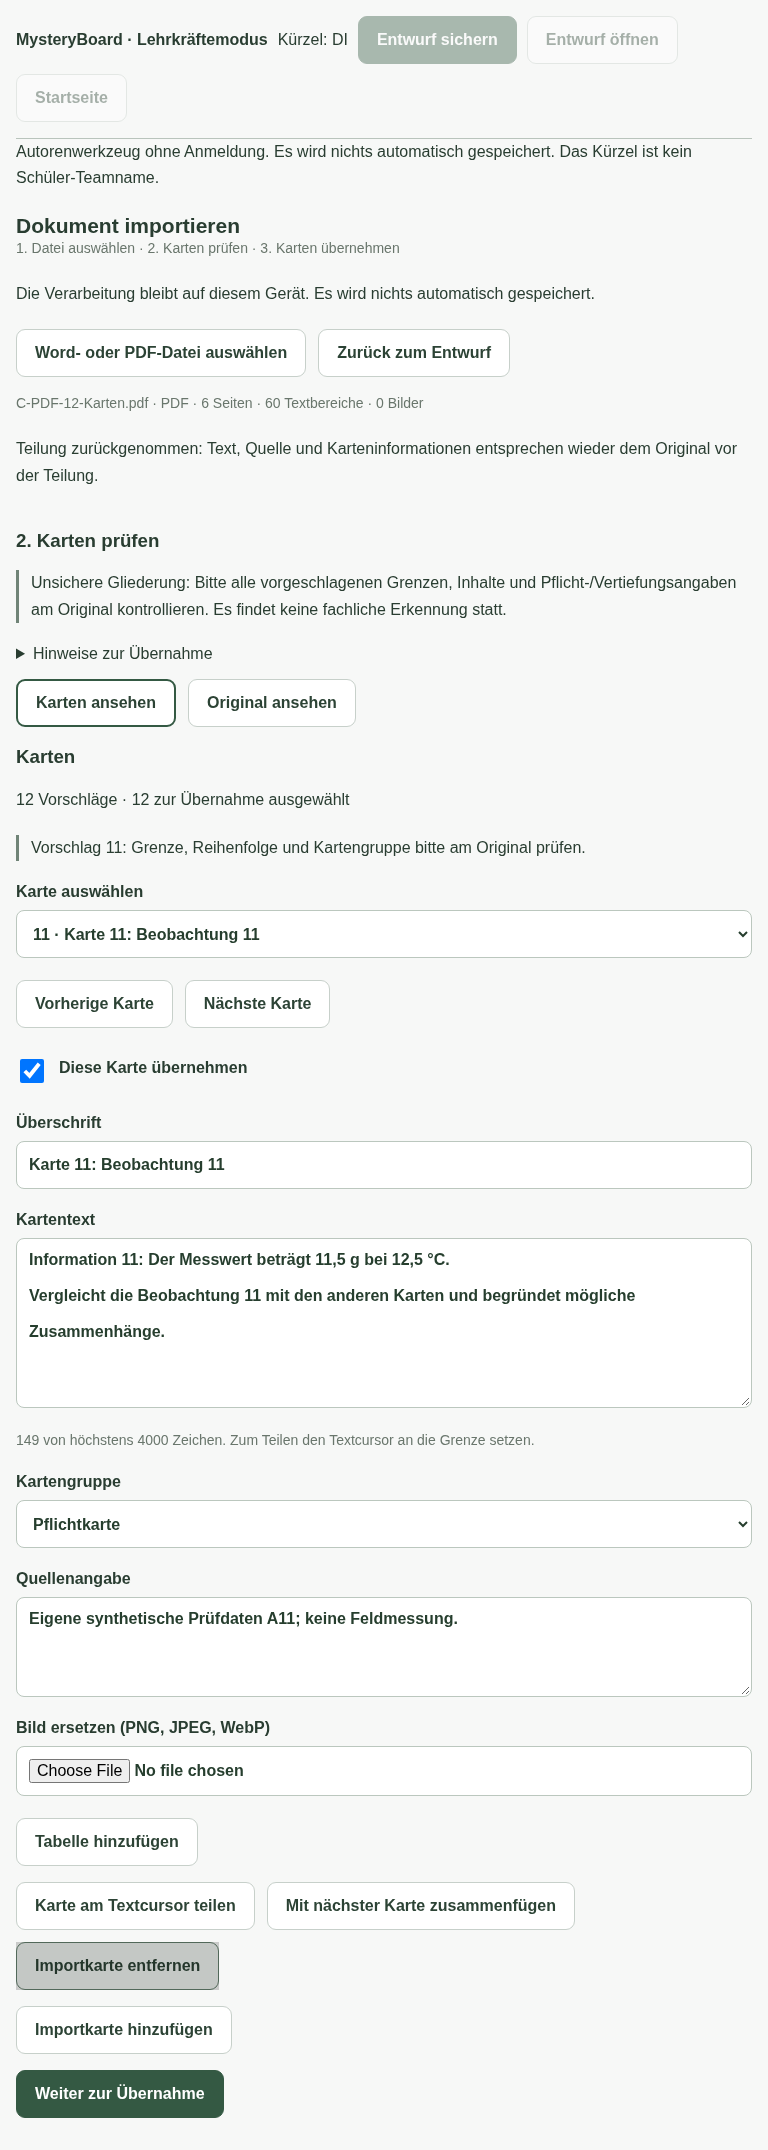 MysteryBoard · Lehrkräftemodus Kürzel: DI Entwurf sichern Entwurf öffnen
Startseite
Autorenwerkzeug ohne Anmeldung. Es wird nichts automatisch gespeichert. Das Kürzel ist kein
Schüler-Teamname.
Dokument importieren
1. Datei auswählen · 2. Karten prüfen · 3. Karten übernehmen
Die Verarbeitung bleibt auf diesem Gerät. Es wird nichts automatisch gespeichert.
Word- oder PDF-Datei auswählen Zurück zum Entwurf
C-PDF-12-Karten.pdf · PDF · 6 Seiten · 60 Textbereiche · 0 Bilder
Teilung zurückgenommen: Text, Quelle und Karteninformationen entsprechen wieder dem Original vor
der Teilung.
2. Karten prüfen
Unsichere Gliederung: Bitte alle vorgeschlagenen Grenzen, Inhalte und Pflicht-/Vertiefungsangaben
am Original kontrollieren. Es findet keine fachliche Erkennung statt.
Hinweise zur Übernahme
Karten ansehen Original ansehen
Karten
12 Vorschläge · 12 zur Übernahme ausgewählt
Vorschlag 11: Grenze, Reihenfolge und Kartengruppe bitte am Original prüfen.
Karte auswählen
11 · Karte 11: Beobachtung 11
Vorherige Karte Nächste Karte
Diese Karte übernehmen
Überschrift
Karte 11: Beobachtung 11
Kartentext
Information 11: Der Messwert beträgt 11,5 g bei 12,5 °C.
Vergleicht die Beobachtung 11 mit den anderen Karten und begründet mögliche
Zusammenhänge.
149 von höchstens 4000 Zeichen. Zum Teilen den Textcursor an die Grenze setzen.
Kartengruppe
Pflichtkarte
Quellenangabe
Eigene synthetische Prüfdaten A11; keine Feldmessung.
Bild ersetzen (PNG, JPEG, WebP)
Choose File No file chosen
Tabelle hinzufügen
Karte am Textcursor teilen Mit nächster Karte zusammenfügen
Importkarte entfernen
Importkarte hinzufügen
Weiter zur Übernahme